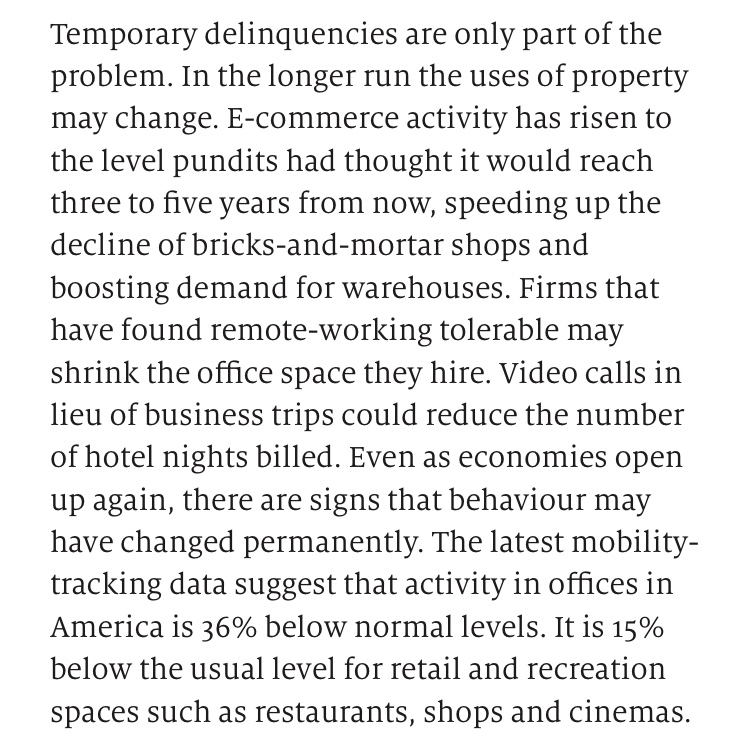 Temporary delinquencies are only part of the
problem. In the longer run the uses of property
may change. E-commerce activity has risen to
the level pundits had thought it would reach
three to five years from now, speeding up the
decline of bricks-and-mortar shops and
boosting demand for warehouses. Firms that
have found remote-working tolerable may
shrink the office space they hire. Video calls in
lieu of business trips could reduce the number
of hotel nights billed. Even as economies open
up again, there are signs that behaviour may
have changed permanently. The latest mobility-
tracking data suggest that activity in offices in
America is 36% below normal levels. It is 15%
below the usual level for retail and recreation
spaces such as restaurants, shops and cinemas.